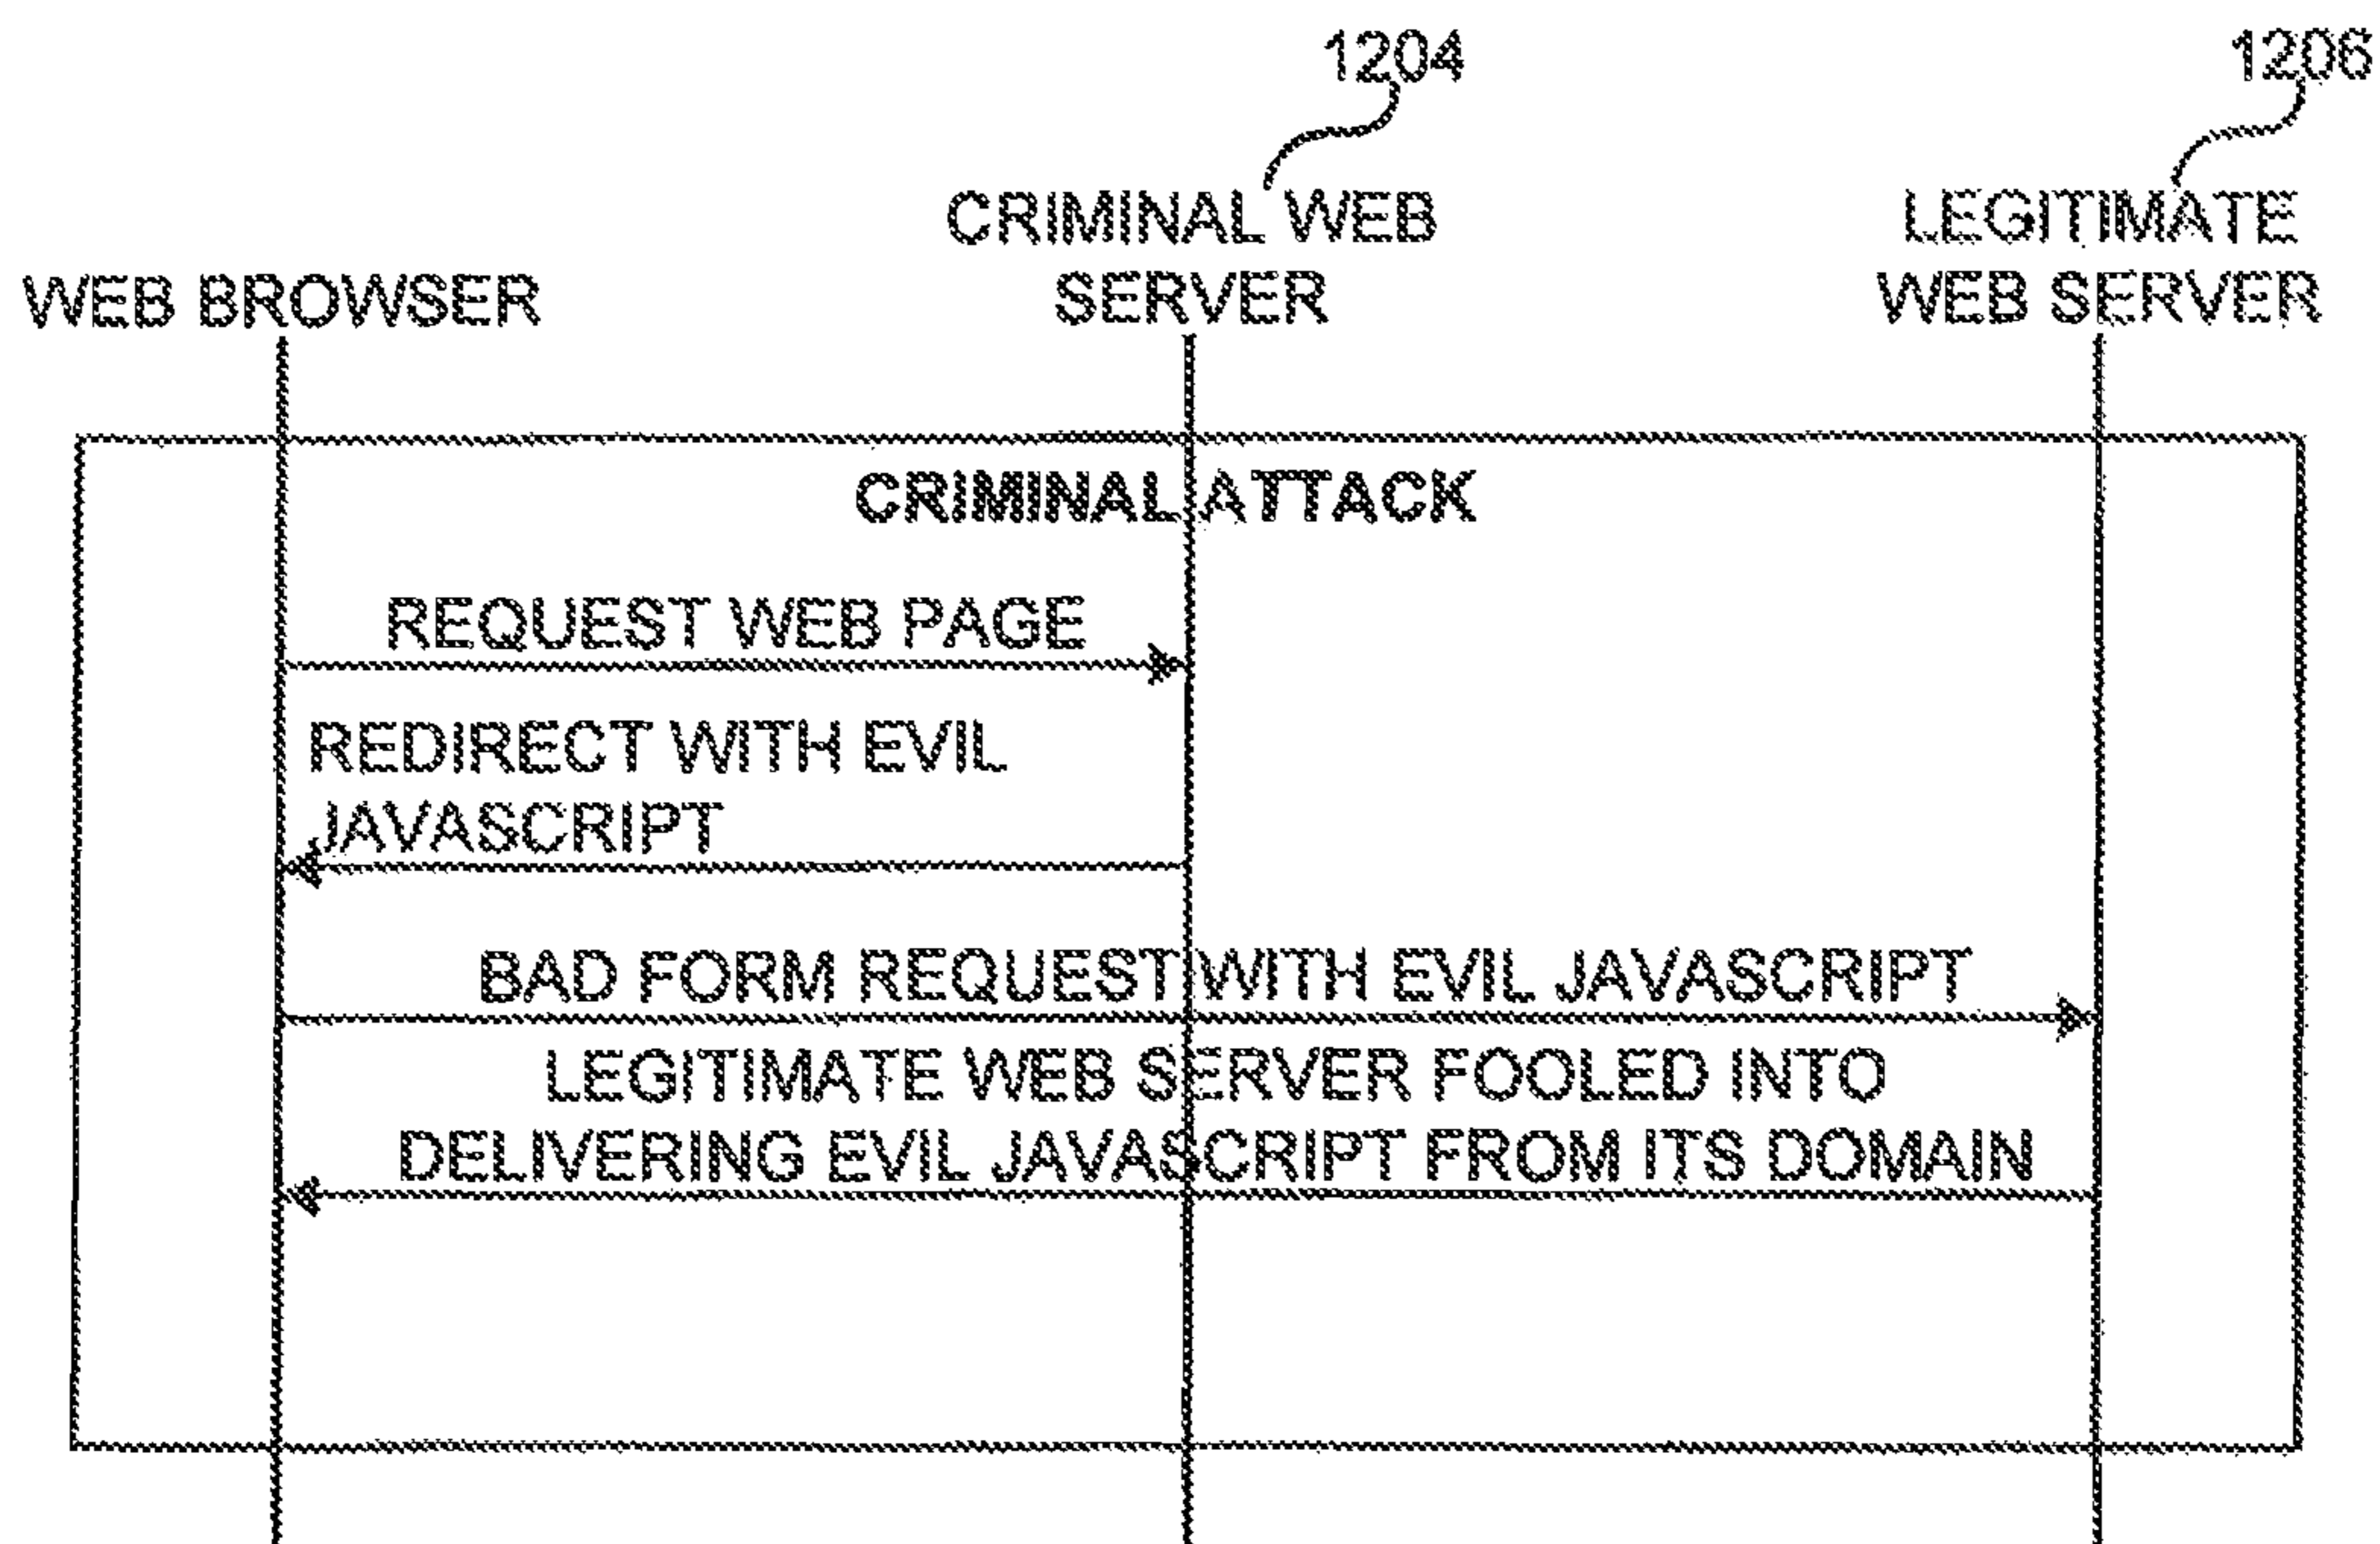 1204
1206
CRIMINAL WEB
SERVER
LEGITIMATE
WEB SERVER
WEB BROWSER
CRIMINAL ATTACK
REQUEST WEB PAGE
REDIRECT WITH EVIL
JAVASCRIPT
BAD FORM REQUEST WITH EVIL JAVASCRIPT
LEGITIMATE WEB SERVER FOOLED INTO
DELIVERING EVIL JAVASCRIPT FROM ITS DOMAIN